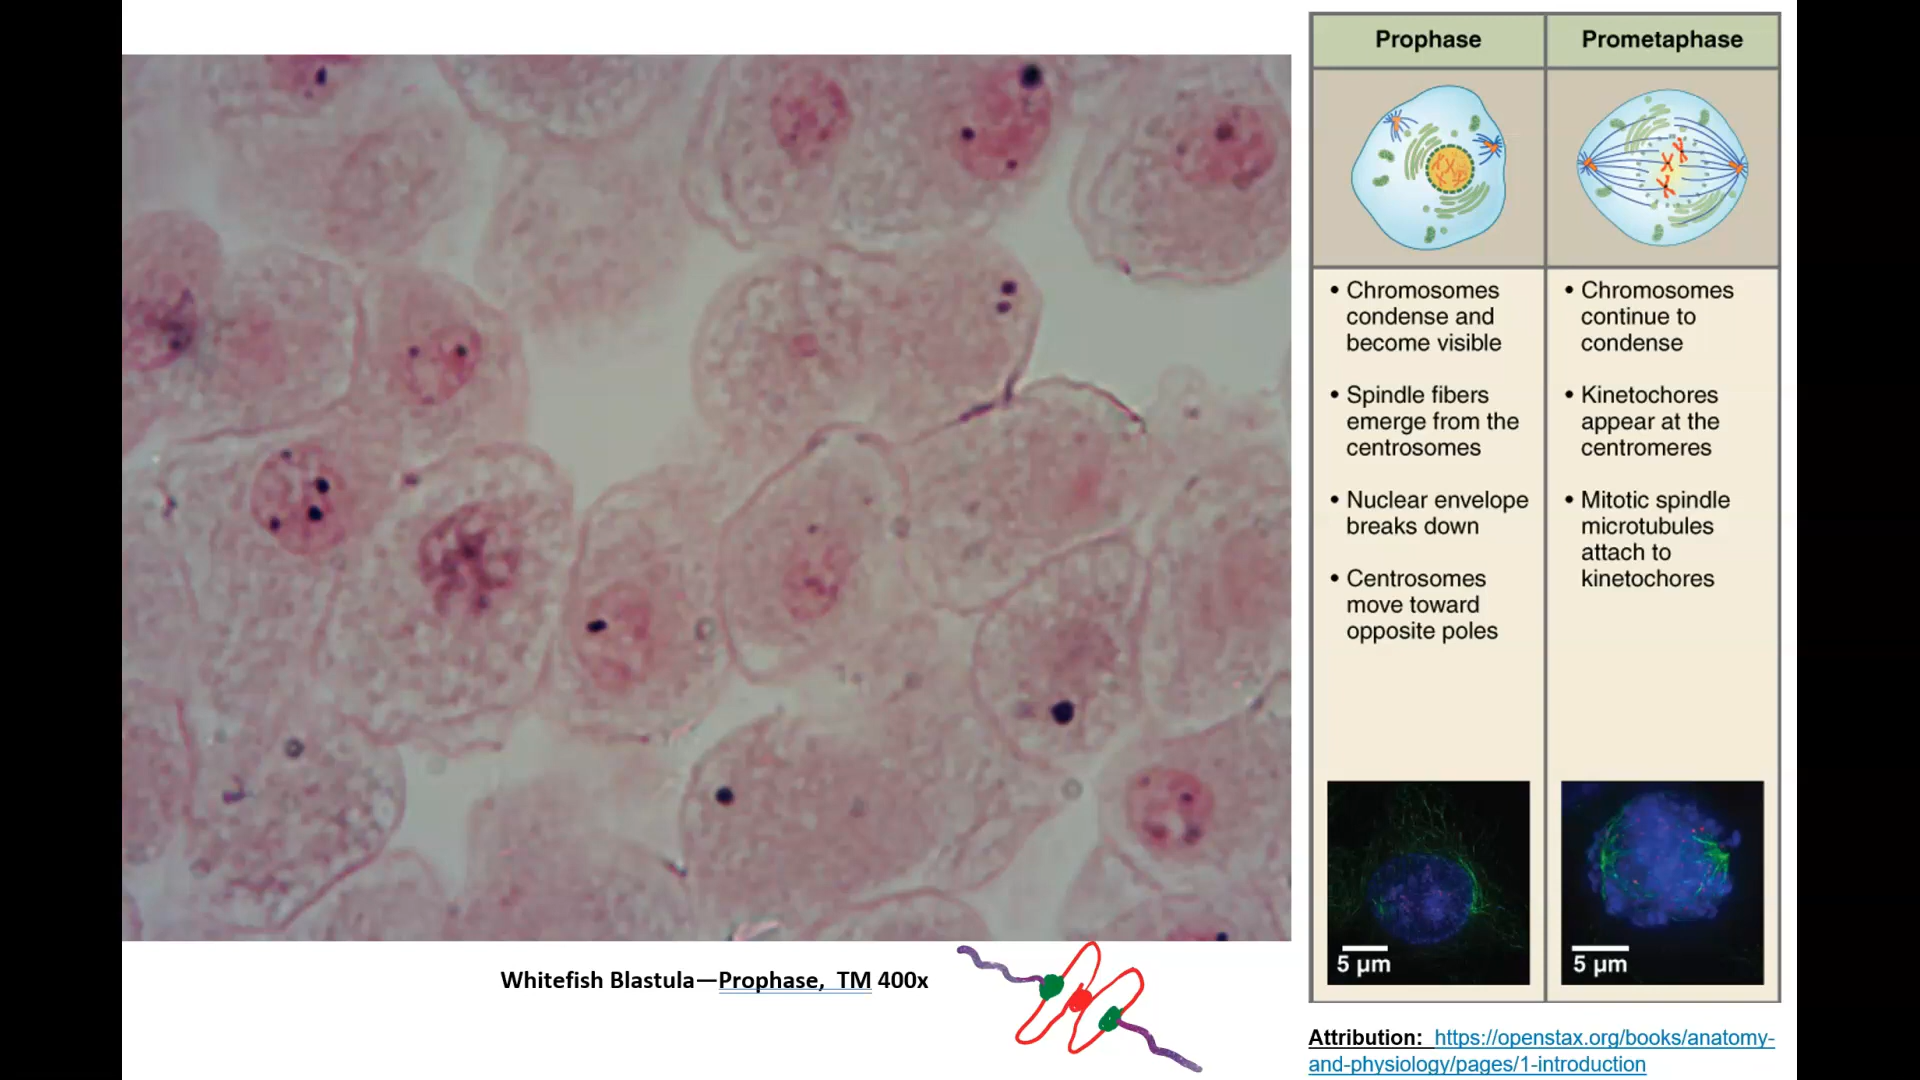 Prophase
Prometaphase
• Chromosomes
condense and
become visible
• Spindle fibers
emerge from the
centrosomes
• Nuclear envelope
breaks down
• Centrosomes
move toward
opposite poles
• Chromosomes
continue to
condense
• Kinetochores
appear at the
centromeres
• Mitotic spindle
microtubules
attach to
kinetochores
5 µm
5 µm
Whitefish Blastula—Prophase, TM 400x
Attribution: https://openstax.org/books/anatomy-
and-physiology/pages/1-introduction